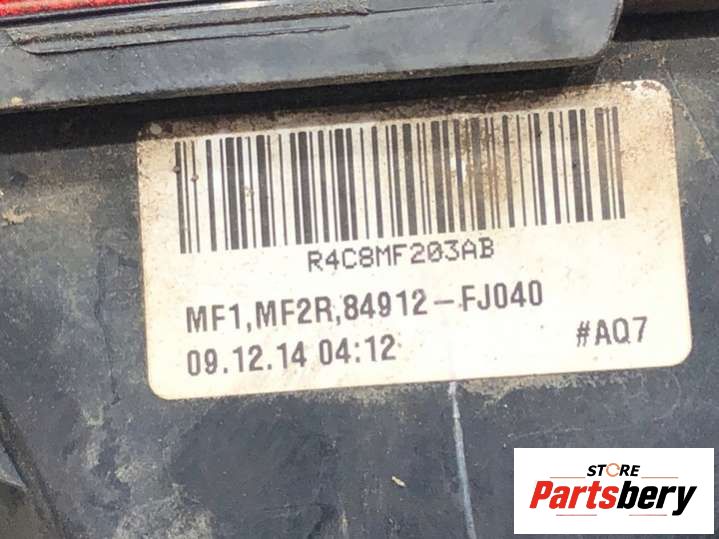 R4C8MF203AB
MF1,MF2R,84912-FJ040
09.12.14 04:12
#AQ7
STORE
Partsbery